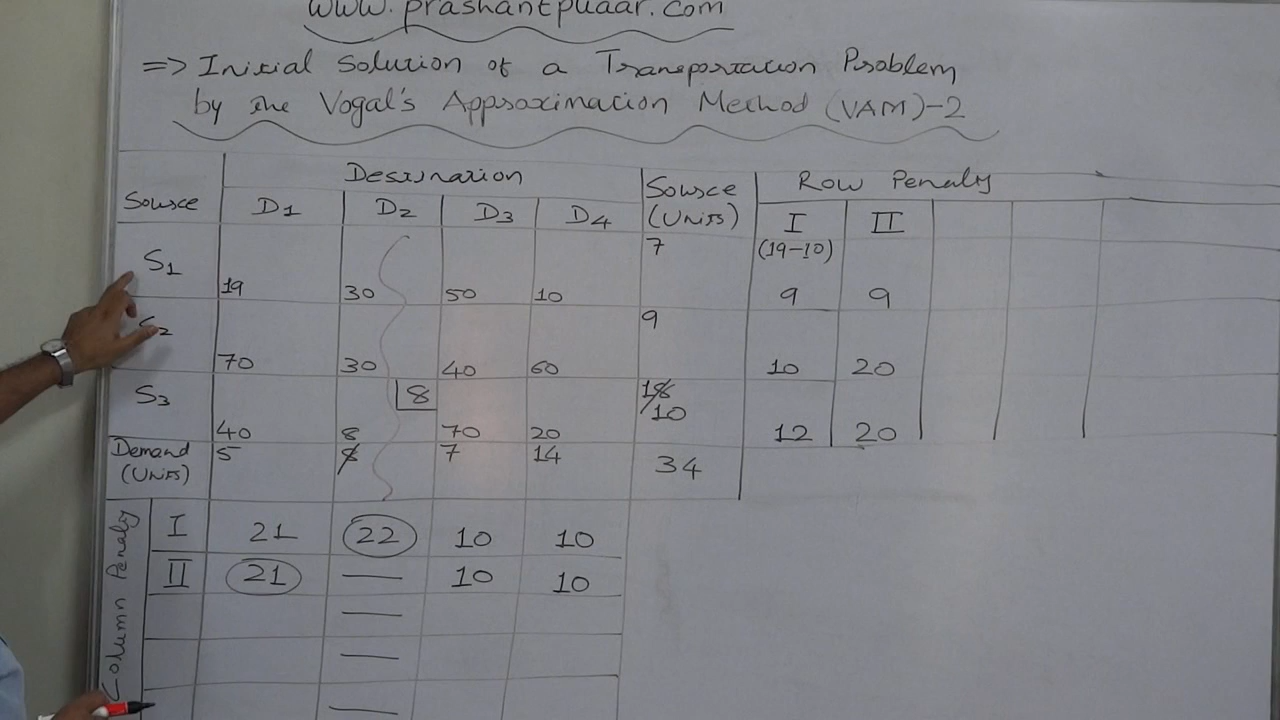 www.prashantpuaar.com
=> Initial Solution of a Transportation Problem
by the Vogal's Approximation Method (VAM)-2
Source Destination Source (Units) Row Penalty
D1 D2 D3 D4 I II
S1 7 (19-10)
19 30 50 10 9 9
S2 9
70 30 40 60 10 20
S3 8 18 10
40 8 70 20 12 20
Demand (Units) 5 8 7 14 34
Column Penalty
I 21 22 10 10
II 21 — 10 10
—
—
—